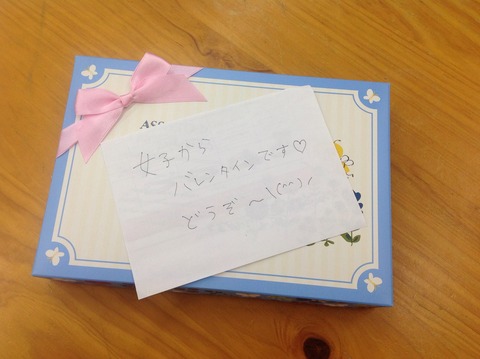 女子から
バレンタインです♡
どうぞ~\(^^)/